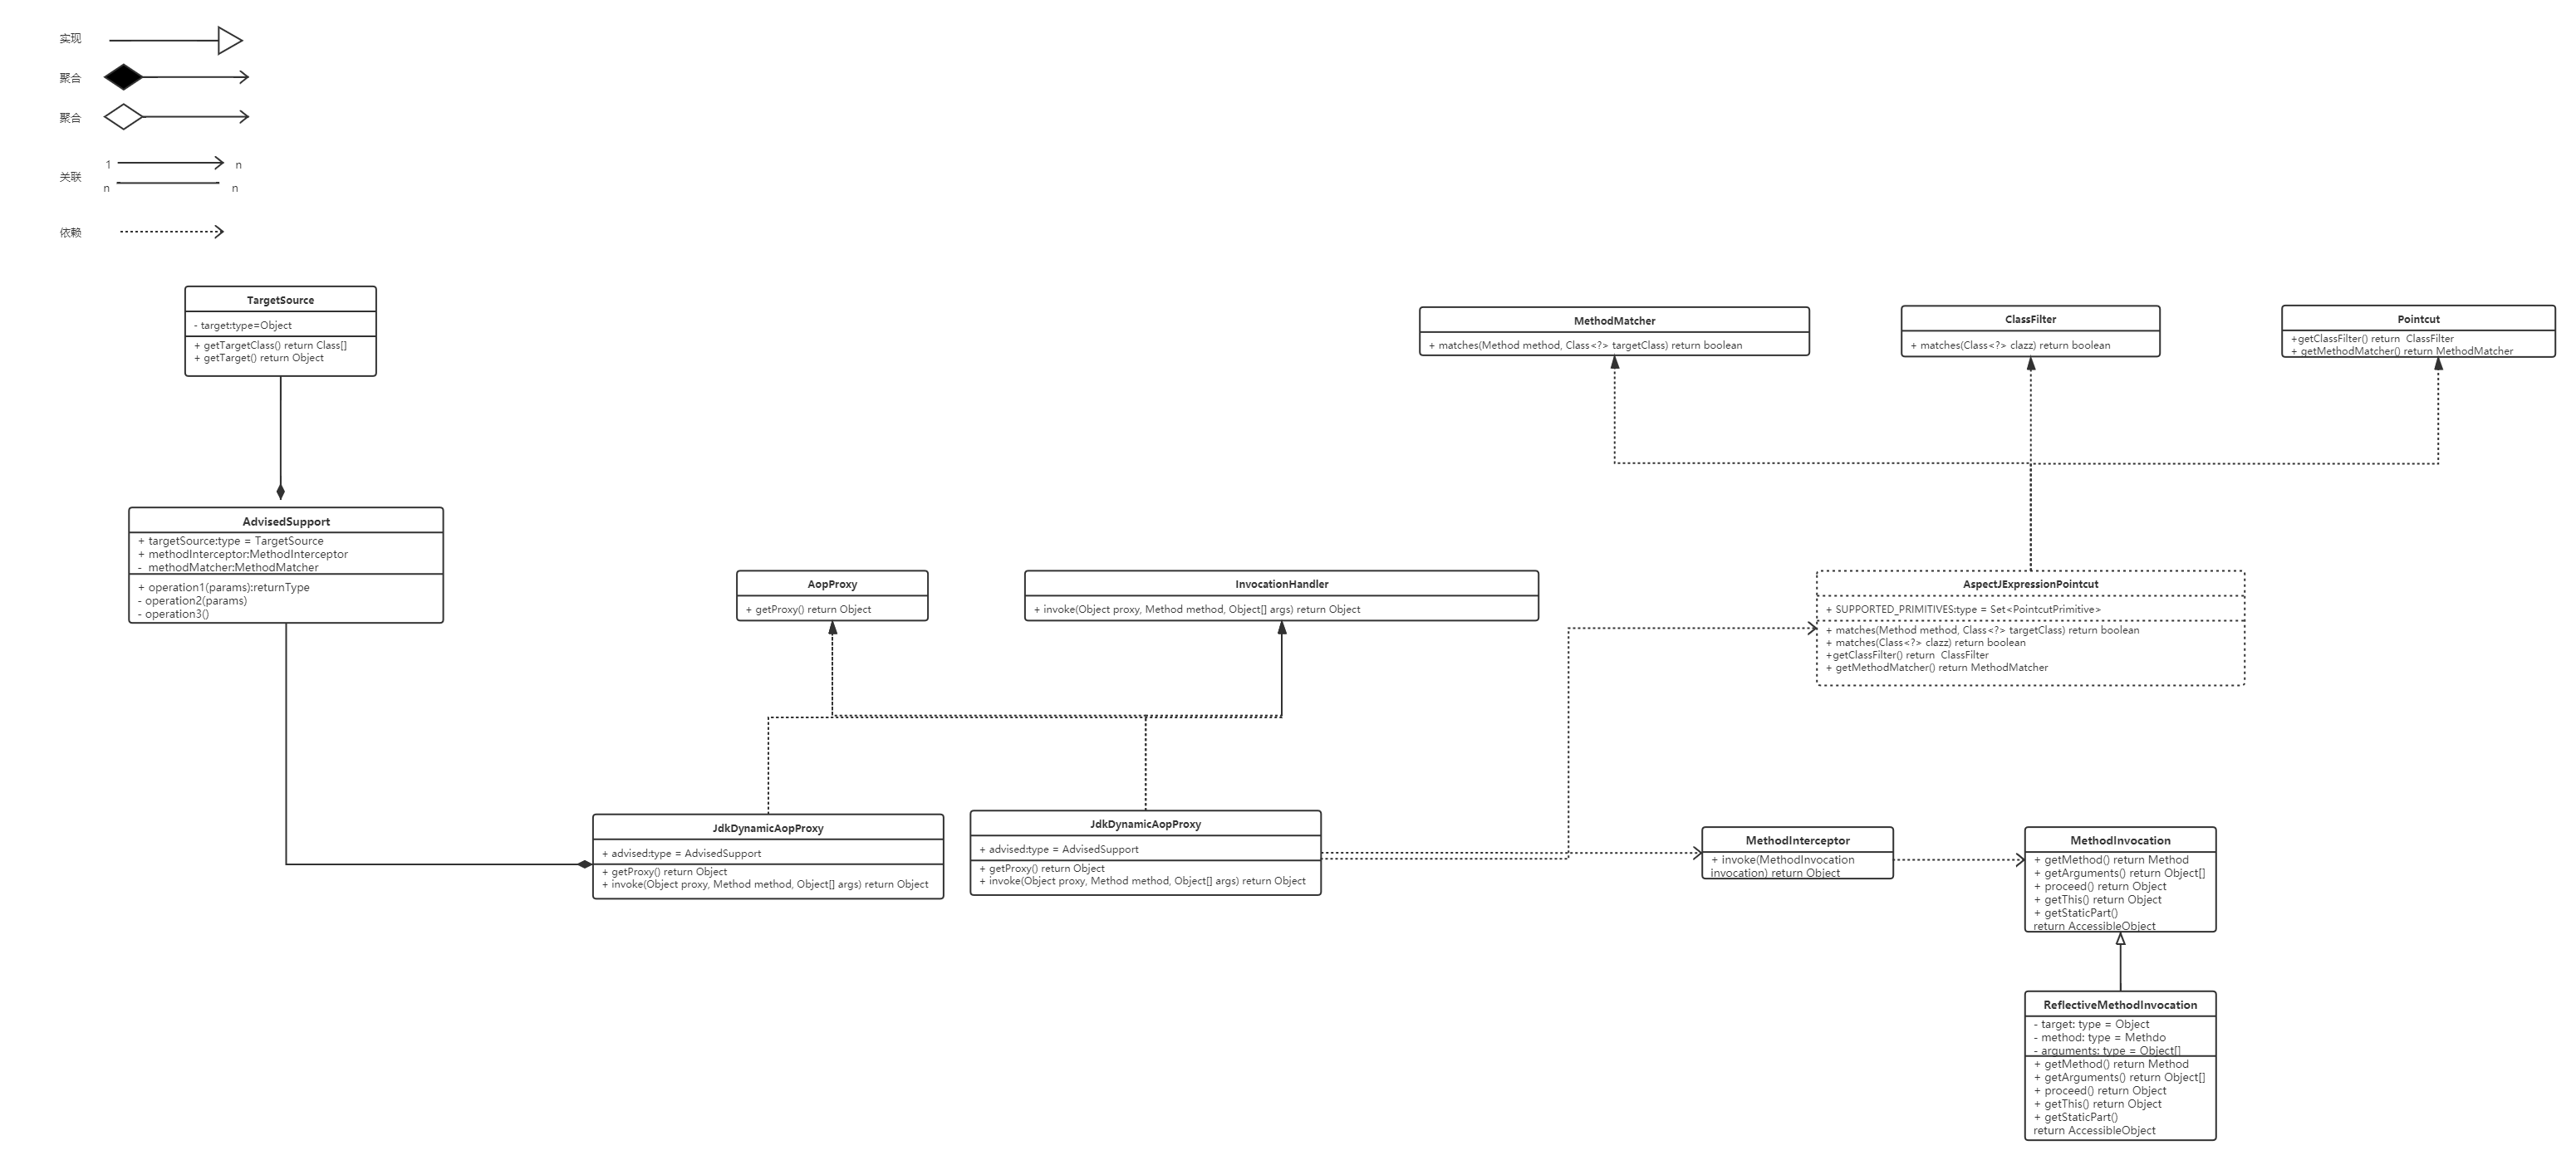 实现
聚合
聚合
1
n
关联
n
n
依赖
TargetSource
- target:type=Object
+ getTargetClass() return Class[]
+ getTarget() return Object
MethodMatcher
+ matches(Method method, Class<?> targetClass) return boolean
ClassFilter
+ matches(Class<?> clazz) return boolean
Pointcut
+getClassFilter() return  ClassFilter
+ getMethodMatcher() return MethodMatcher
AdvisedSupport
+ targetSource:type = TargetSource
+ methodInterceptor:MethodInterceptor
-  methodMatcher:MethodMatcher
+ operation1(params):returnType
- operation2(params)
- operation3()
AopProxy
+ getProxy() return Object
InvocationHandler
+ invoke(Object proxy, Method method, Object[] args) return Object
AspectJExpressionPointcut
+ SUPPORTED_PRIMITIVES:type = Set<PointcutPrimitive>
+ matches(Method method, Class<?> targetClass) return boolean
+ matches(Class<?> clazz) return boolean
+getClassFilter() return  ClassFilter
+ getMethodMatcher() return MethodMatcher
JdkDynamicAopProxy
+ advised:type = AdvisedSupport
+ getProxy() return Object
+ invoke(Object proxy, Method method, Object[] args) return Object
JdkDynamicAopProxy
+ advised:type = AdvisedSupport
+ getProxy() return Object
+ invoke(Object proxy, Method method, Object[] args) return Object
MethodInterceptor
+ invoke(MethodInvocation
invocation) return Object
MethodInvocation
+ getMethod() return Method
+ getArguments() return Object[]
+ proceed() return Object
+ getThis() return Object
+ getStaticPart()
return AccessibleObject
ReflectiveMethodInvocation
- target: type = Object
- method: type = Methdo
- arguments: type = Object[]
+ getMethod() return Method
+ getArguments() return Object[]
+ proceed() return Object
+ getThis() return Object
+ getStaticPart()
return AccessibleObject